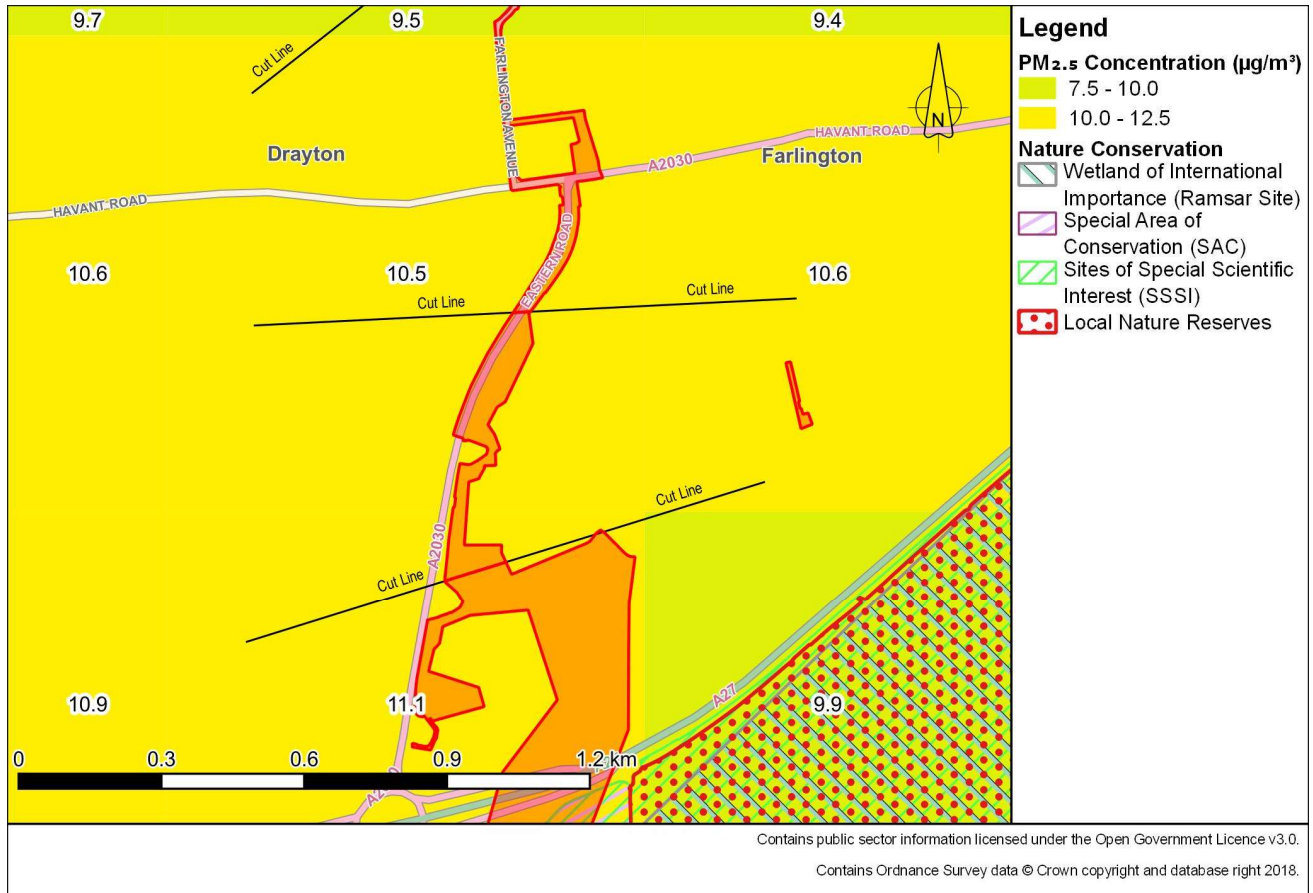 9.7
9.5
9.4
Cut Line
FARLINGTON AVENUE
N
HAVANT ROAD
Drayton
A2030
Farlington
HAVANT ROAD
EASTERN ROAD
10.6
10.5
10.6
Cut Line
Cut Line
Cut Line
A2030
Cut Line
A27
10.9
11.1
9.9
0
0.3
0.6
0.9
1.2 km
Legend
PM₂.₅ Concentration (µg/m³)
7.5 - 10.0
10.0 - 12.5
Nature Conservation
Wetland of International
Importance (Ramsar Site)
Special Area of
Conservation (SAC)
Sites of Special Scientific
Interest (SSSI)
Local Nature Reserves
Contains public sector information licensed under the Open Government Licence v3.0.
Contains Ordnance Survey data © Crown copyright and database right 2018.